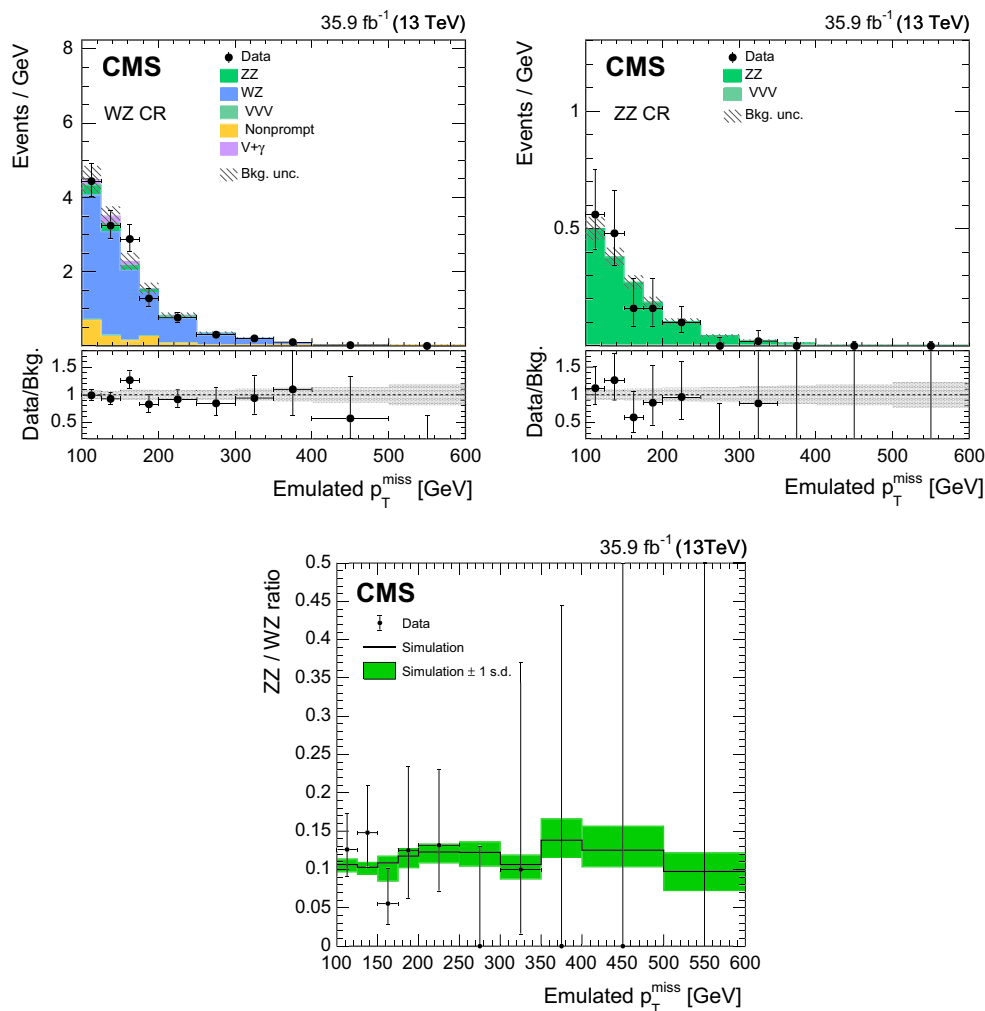 35.9 fb⁻¹ (13 TeV)
Events / GeV
8
6
4
2
CMS
WZ CR
Data
ZZ
WZ
VVV
Nonprompt
V+γ
Bkg. unc.
Data/Bkg.
1.5
1
0.5
100 200 300 400 500 600
Emulated p_T^miss [GeV]
35.9 fb⁻¹ (13 TeV)
Events / GeV
1
0.5
CMS
ZZ CR
Data
ZZ
VVV
Bkg. unc.
Data/Bkg.
1.5
1
0.5
100 200 300 400 500 600
Emulated p_T^miss [GeV]
35.9 fb⁻¹ (13TeV)
ZZ / WZ ratio
0.5
0.45
0.4
0.35
0.3
0.25
0.2
0.15
0.1
0.05
0
CMS
Data
Simulation
Simulation ± 1 s.d.
100 150 200 250 300 350 400 450 500 550 600
Emulated p_T^miss [GeV]